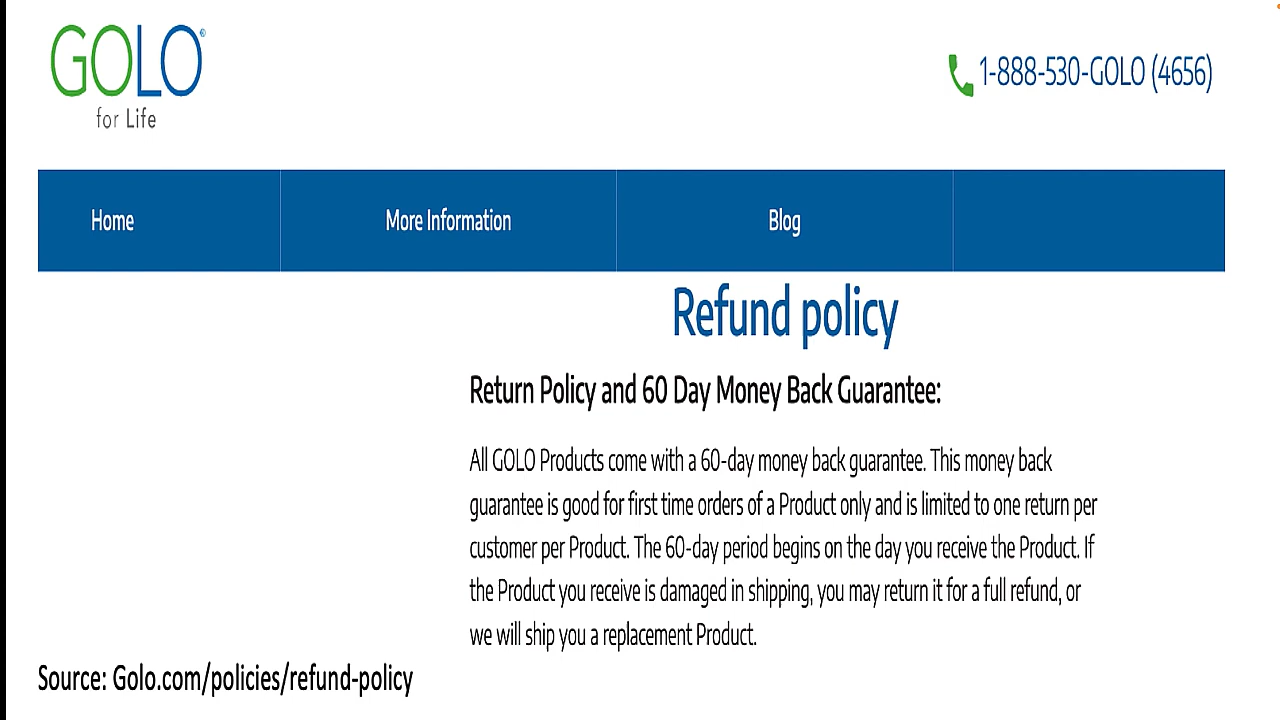 GOLO®
for Life
1-888-530-GOLO (4656)
Home
More Information
Blog
Refund policy
Return Policy and 60 Day Money Back Guarantee:
All GOLO Products come with a 60-day money back guarantee. This money back
guarantee is good for first time orders of a Product only and is limited to one return per
customer per Product. The 60-day period begins on the day you receive the Product. If
the Product you receive is damaged in shipping, you may return it for a full refund, or
we will ship you a replacement Product.
Source: Golo.com/policies/refund-policy